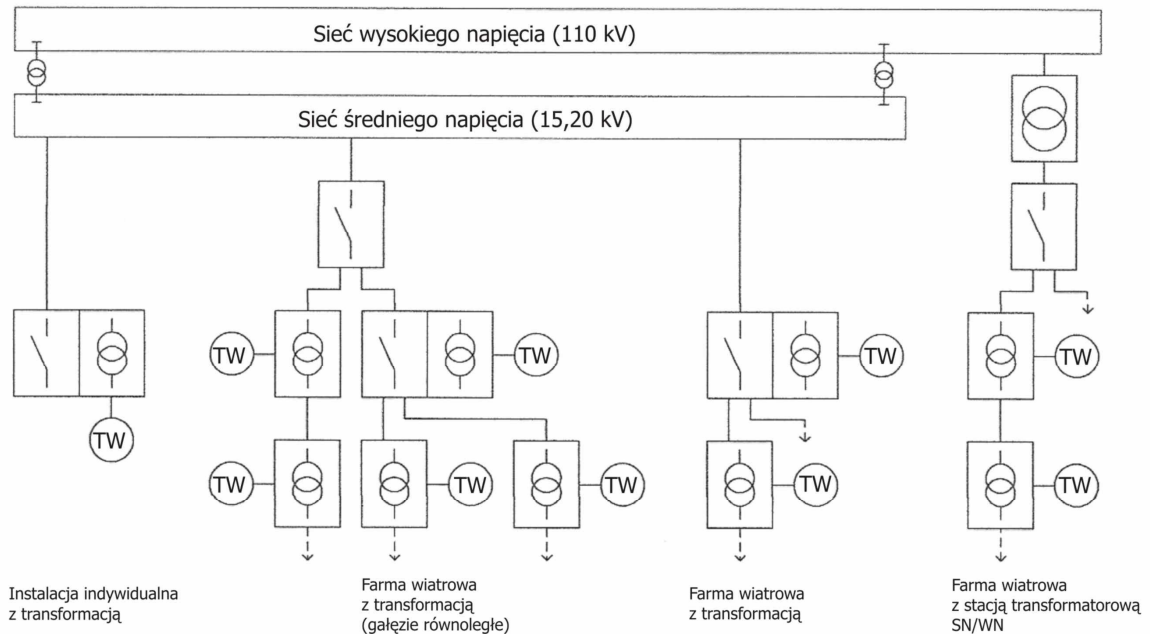 Sieć wysokiego napięcia (110 kV)
Sieć średniego napięcia (15,20 kV)
TW
TW
TW
TW
TW
TW
TW
TW
TW
TW
Instalacja indywidualna
z transformacją
Farma wiatrowa
z transformacją
(gałęzie równoległe)
Farma wiatrowa
z transformacją
Farma wiatrowa
z stacją transformatorową
SN/WN